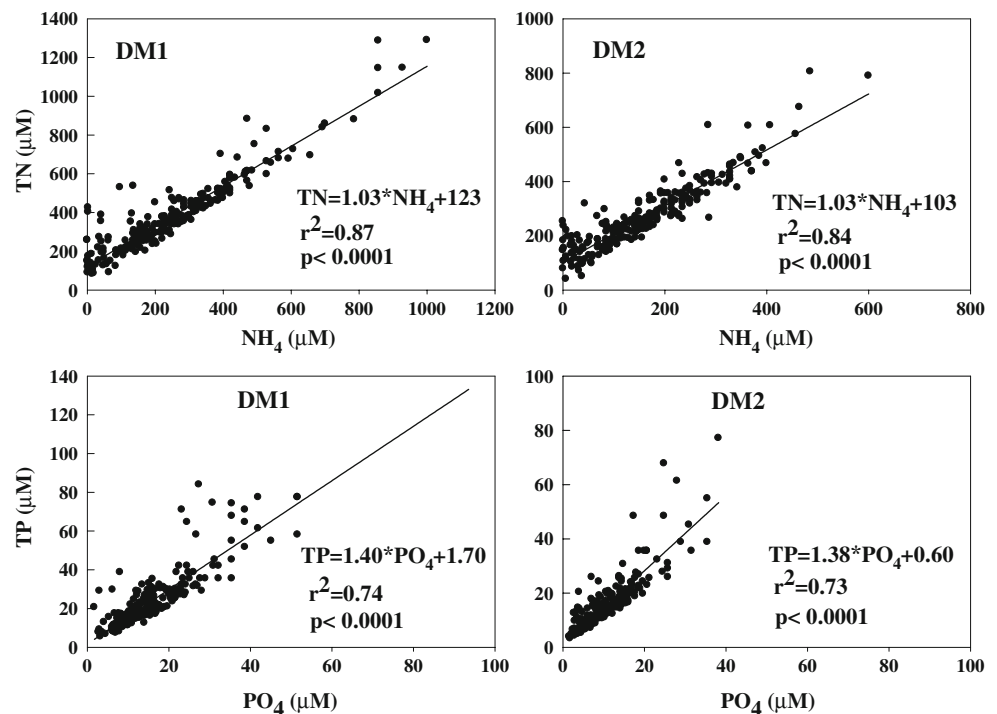 1400
1200
1000
800
600
400
200
0
TN (μM)
DM1
TN=1.03*NH4+123
r2=0.87
p< 0.0001
0 200 400 600 800 1000 1200
NH4 (μM)
1000
800
600
400
200
0
DM2
TN=1.03*NH4+103
r2=0.84
p< 0.0001
0 200 400 600 800
NH4 (μM)
140
120
100
80
60
40
20
0
TP (μM)
DM1
TP=1.40*PO4+1.70
r2=0.74
p< 0.0001
0 20 40 60 80 100
PO4 (μM)
100
80
60
40
20
0
DM2
TP=1.38*PO4+0.60
r2=0.73
p< 0.0001
0 20 40 60 80 100
PO4 (μM)